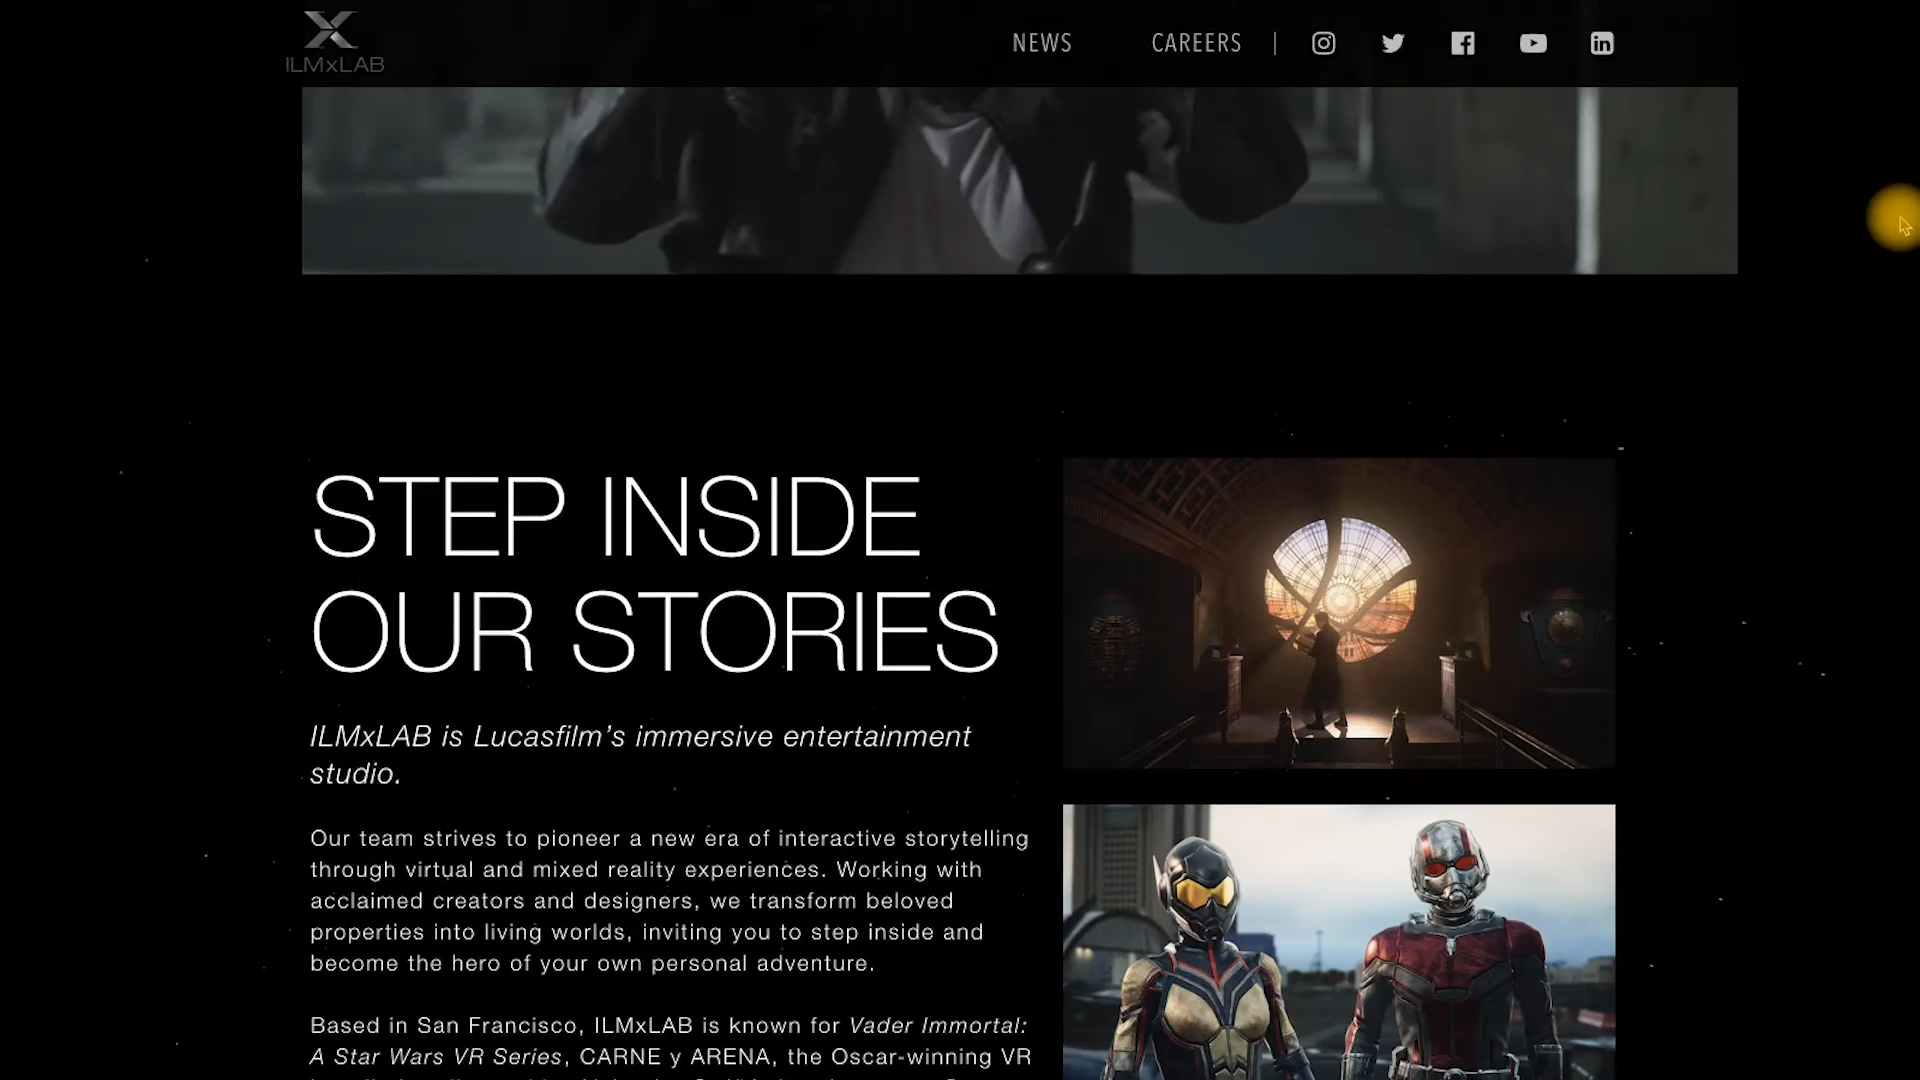 ILMxLAB
NEWS
CAREERS
STEP INSIDE
OUR STORIES
ILMxLAB is Lucasfilm's immersive entertainment
studio.
Our team strives to pioneer a new era of interactive storytelling
through virtual and mixed reality experiences. Working with
acclaimed creators and designers, we transform beloved
properties into living worlds, inviting you to step inside and
become the hero of your own personal adventure.
Based in San Francisco, ILMxLAB is known for Vader Immortal:
A Star Wars VR Series, CARNE y ARENA, the Oscar-winning VR